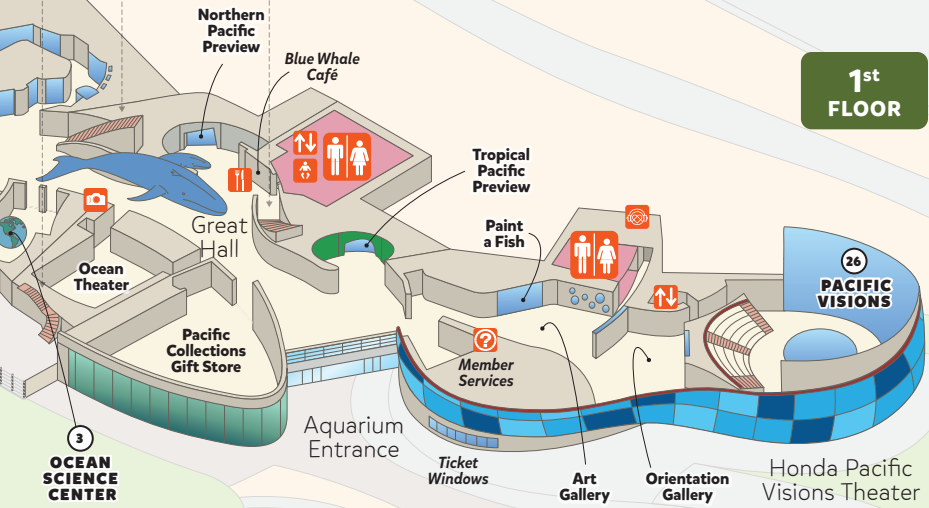 Northern
Pacific
Preview
Blue Whale
Café
1st
FLOOR
Tropical
Pacific
Preview
Paint
a Fish
Great
Hall
26
PACIFIC
VISIONS
Ocean
Theater
Pacific
Collections
Gift Store
?
Member
Services
Aquarium
Entrance
3
OCEAN
SCIENCE
CENTER
Ticket
Windows
Art
Gallery
Orientation
Gallery
Honda Pacific
Visions Theater